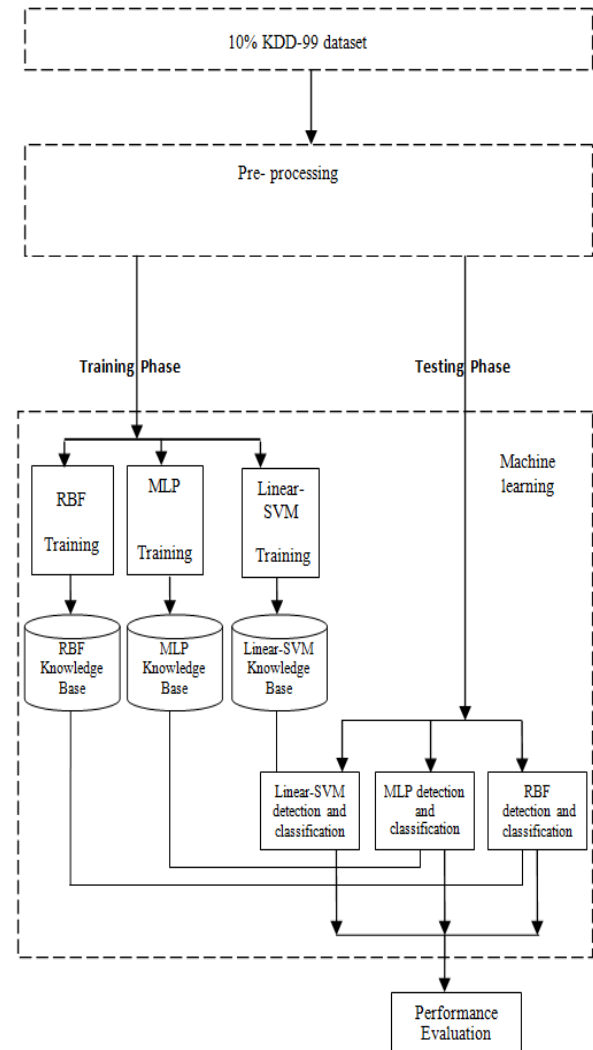 10% KDD-99 dataset
Pre- processing
Training Phase
Testing Phase
Machine
learning
RBF
Training
MLP
Training
Linear-
SVM
Training
RBF
Knowledge
Base
MLP
Knowledge
Base
Linear-SVM
Knowledge
Base
Linear-SVM
detection and
classification
MLP detection
and
classification
RBF
detection and
classification
Performance
Evaluation